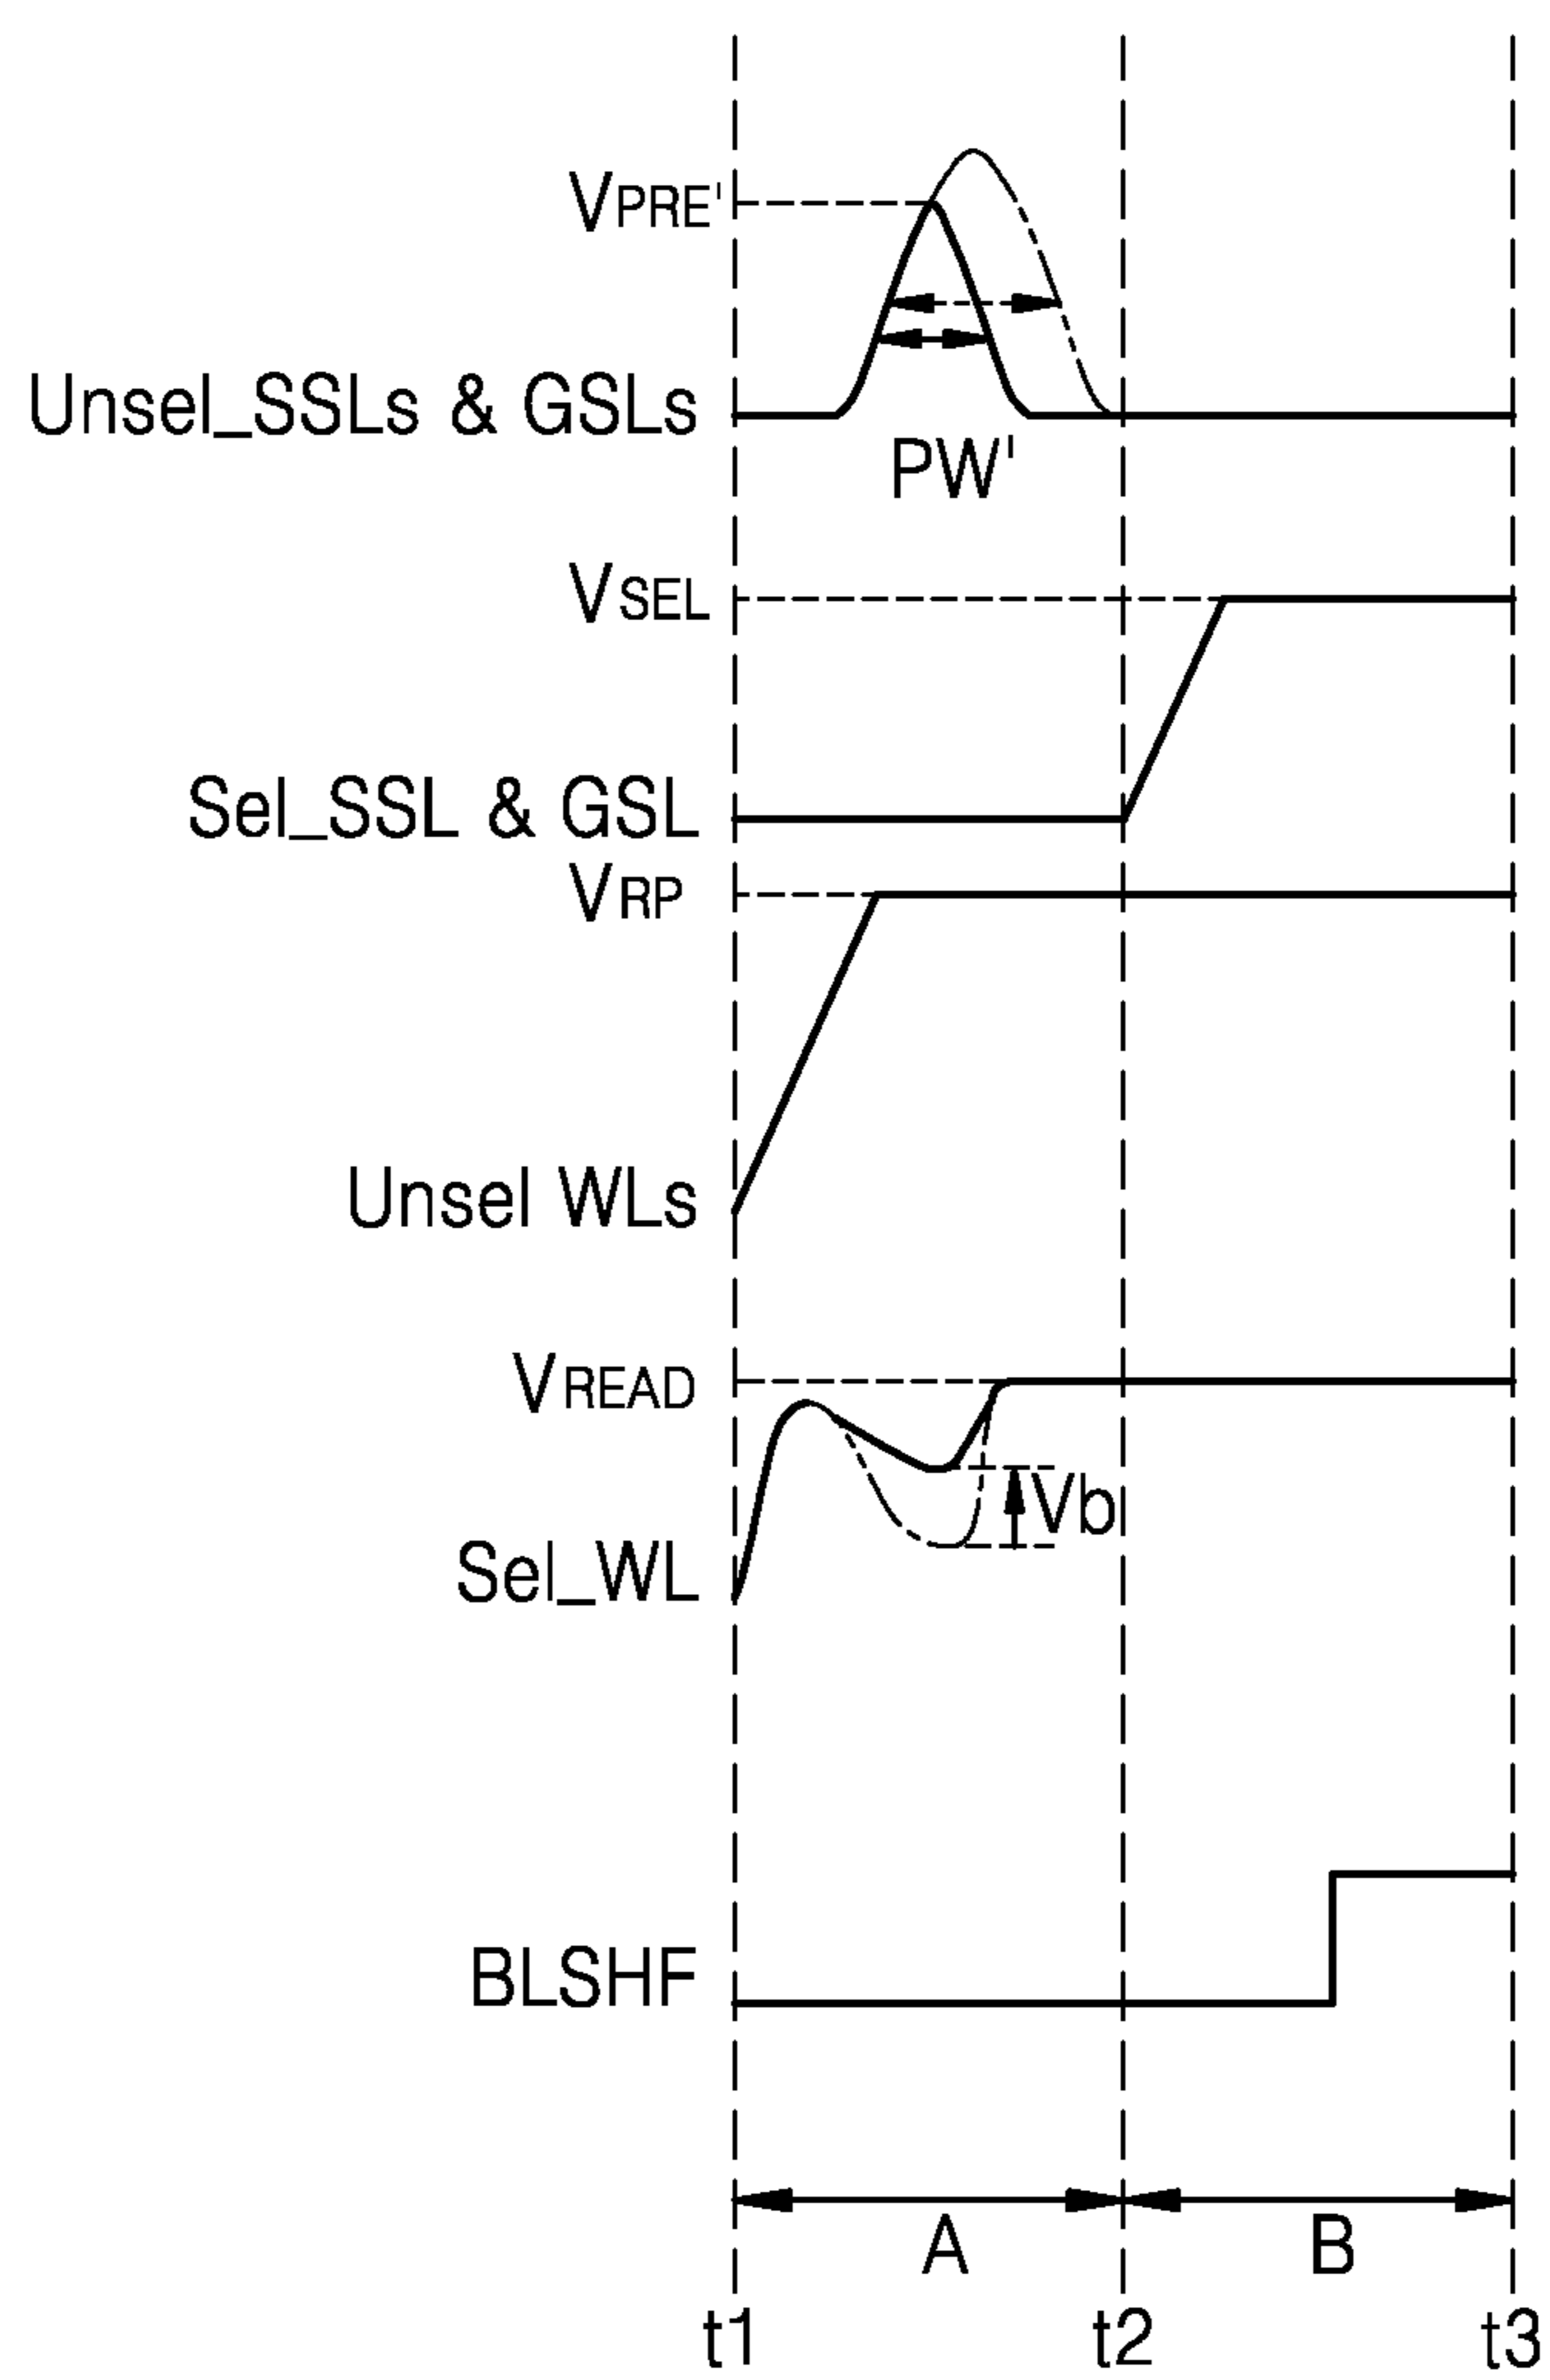 VPRE'
Unsel_SSLs & GSLs
PW'
VSEL
Sel_SSL & GSL
VRP
Unsel WLs
VREAD
Vb
Sel_WL
BLSHF
A B
t1 t2 t3